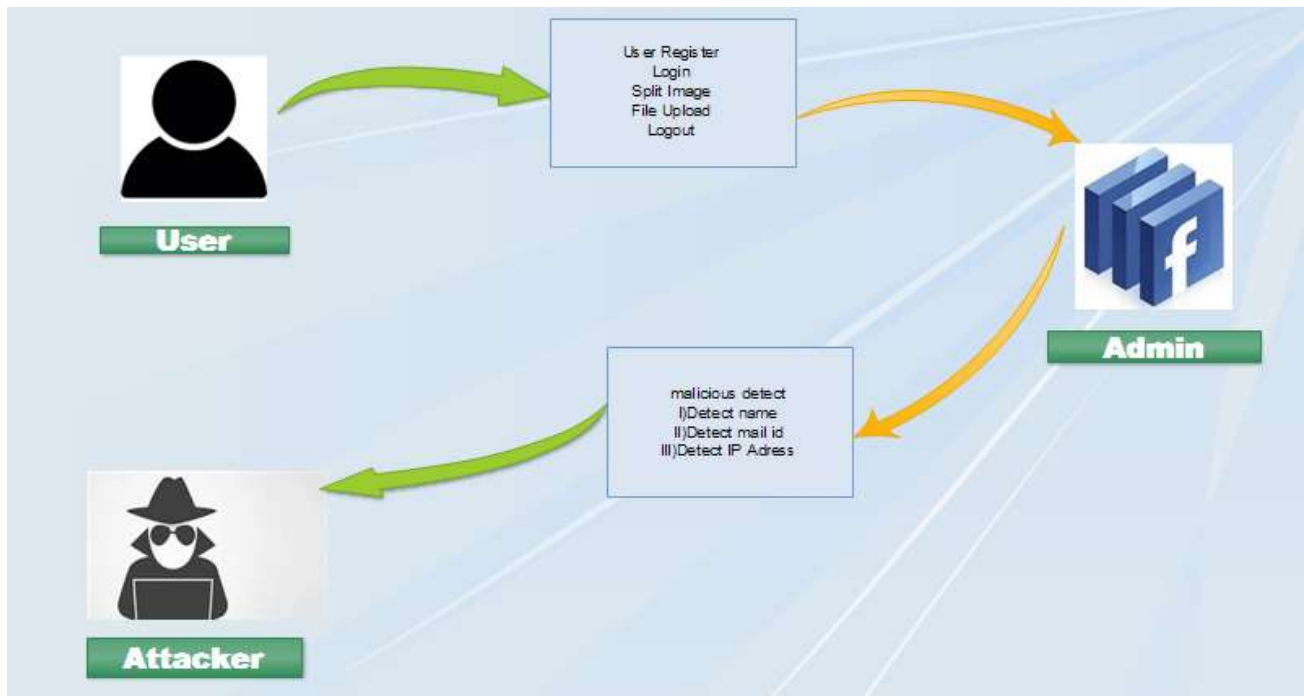 User Register
Login
Split Image
File Upload
Logout
User
f
Admin
malicious detect
I)Detect name
II)Detect mail id
III)Detect IP Adress
Attacker